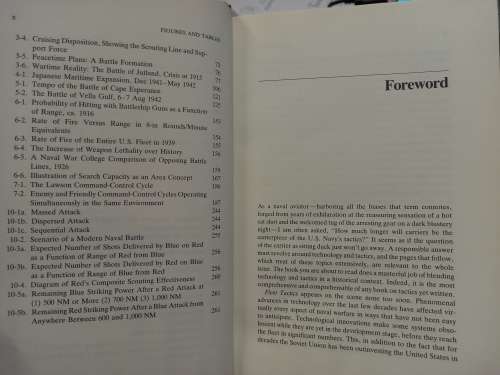 x
FIGURES AND TABLES
3-4. Cruising Disposition, Showing the Scouting Line and Sup-
port Force 71
3-5. Peacetime Plans: A Battle Formation 76
3-6. Wartime Reality: The Battle of Jutland, Crisis at 1915
4-1. Japanese Maritime Expansion, Dec 1941–May 1942
5-1. Tempo of the Battle of Cape Esperance
5-2. The Battle of Vella Gulf, 6–7 Aug 1942 125
6-1. Probability of Hitting with Battleship Guns as a Function
of Range, ca. 1916
6-2. Rate of Fire Versus Range in 6-in Rounds/Minute
Equivalents
6-3. Rate of Fire of the Entire U.S. Fleet in 1939
6-4. The Increase of Weapon Lethality over History
6-5. A Naval War College Comparison of Opposing Battle
Lines, 1926
6-6. Illustration of Search Capacity as an Area Concept 167
7-1. The Lawson Command-Control Cycle
7-2. Enemy and Friendly Command-Control Cycles Operating
Simultaneously in the Same Environment
10-1a. Massed Attack
10-1b. Dispersed Attack
10-1c. Sequential Attack
10-2. Scenario of a Modern Naval Battle
10-3a. Expected Number of Shots Delivered by Blue on Red
as a Function of Range of Red from Blue
10-3b. Expected Number of Shots Delivered by Red on Blue
as a Function of Range of Blue from Red
10-4. Diagram of Red's Composite Scouting Effectiveness
10-5a. Remaining Striking Power After a Red Attack at
(1) 500 NM or More (2) 700 NM (3) 1,000 NM 261
10-5b. Remaining Red Striking Power After a Blue Attack from
Anywhere Between 600 and 1,000 NM 261
Foreword
As a naval aviator—harboring all the biases that term connotes,
forged from years of exhilaration at the reassuring sensation of a hot
cat shot and the welcomed tug of the arresting gear on a dark blustery
night—I am often asked, "How much longer will carriers be the
centerpiece of the U.S. Navy's tactics?" It seems as if the question
of the carrier as sitting duck just won't go away. A responsible answer
must revolve around technology and tactics, and the pages that follow,
which treat of these topics extensively, are relevant to the whole
issue. The book you are about to read does a masterful job of blending
technology and tactics in a historical context. Indeed, it is the most
comprehensive and comprehensible of any book on tactics yet written.
Fleet Tactics appears on the scene none too soon. Phenomenal
advances in technology over the last few decades have affected vir-
tually every aspect of naval warfare in ways that have not been easy
to anticipate. Technological innovations make some systems obso-
lescent while they are yet in the development stage, before they reach
the fleet in significant numbers. This, in addition to the fact that for
decades the Soviet Union has been outinvesting the United States in